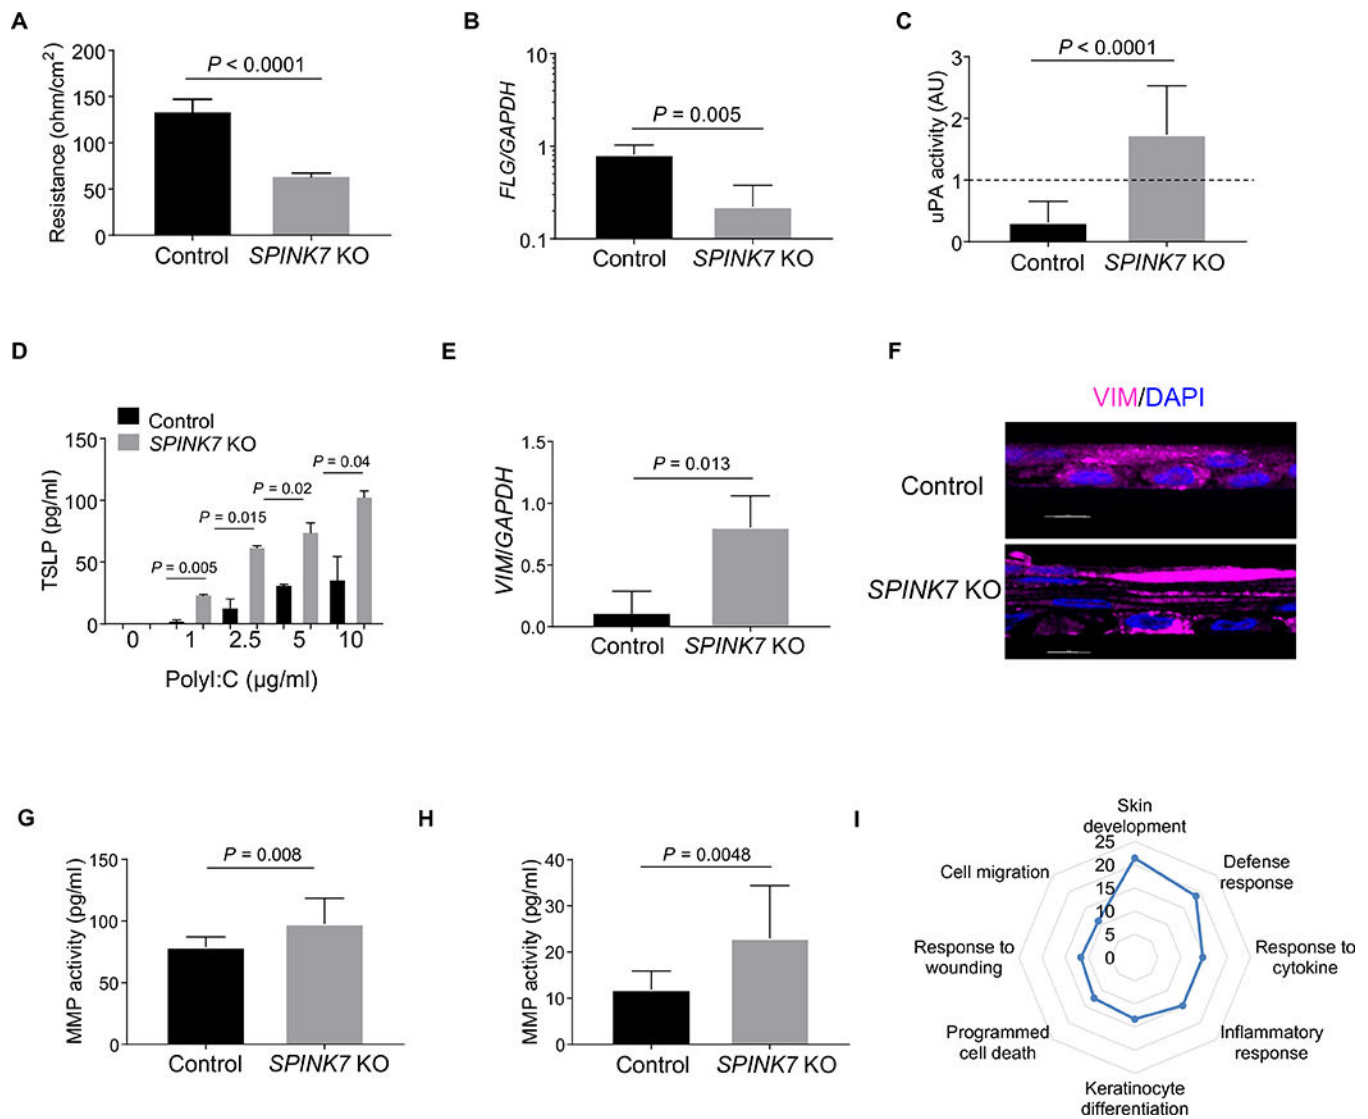 A
Resistance (ohm/cm²)
200
150
100
50
0
P < 0.0001
Control
SPINK7 KO
B
FLG/GAPDH
10
1
0.1
P = 0.005
Control
SPINK7 KO
C
uPA activity (AU)
3
2
1
0
P < 0.0001
Control
SPINK7 KO
D
Control
SPINK7 KO
TSLP (pg/ml)
150
100
50
0
P = 0.005
P = 0.015
P = 0.02
P = 0.04
0 1 2.5 5 10
PolyI:C (µg/ml)
E
VIM/GAPDH
1.5
1.0
0.5
0.0
P = 0.013
Control
SPINK7 KO
F
VIM/DAPI
Control
SPINK7 KO
G
MMP activity (pg/ml)
150
100
50
0
P = 0.008
Control
SPINK7 KO
H
MMP activity (pg/ml)
40
30
20
10
0
P = 0.0048
Control
SPINK7 KO
I
Skin
development
25
20
15
10
5
0
Defense
response
Response to
cytokine
Inflammatory
response
Keratinocyte
differentiation
Programmed
cell death
Response to
wounding
Cell migration